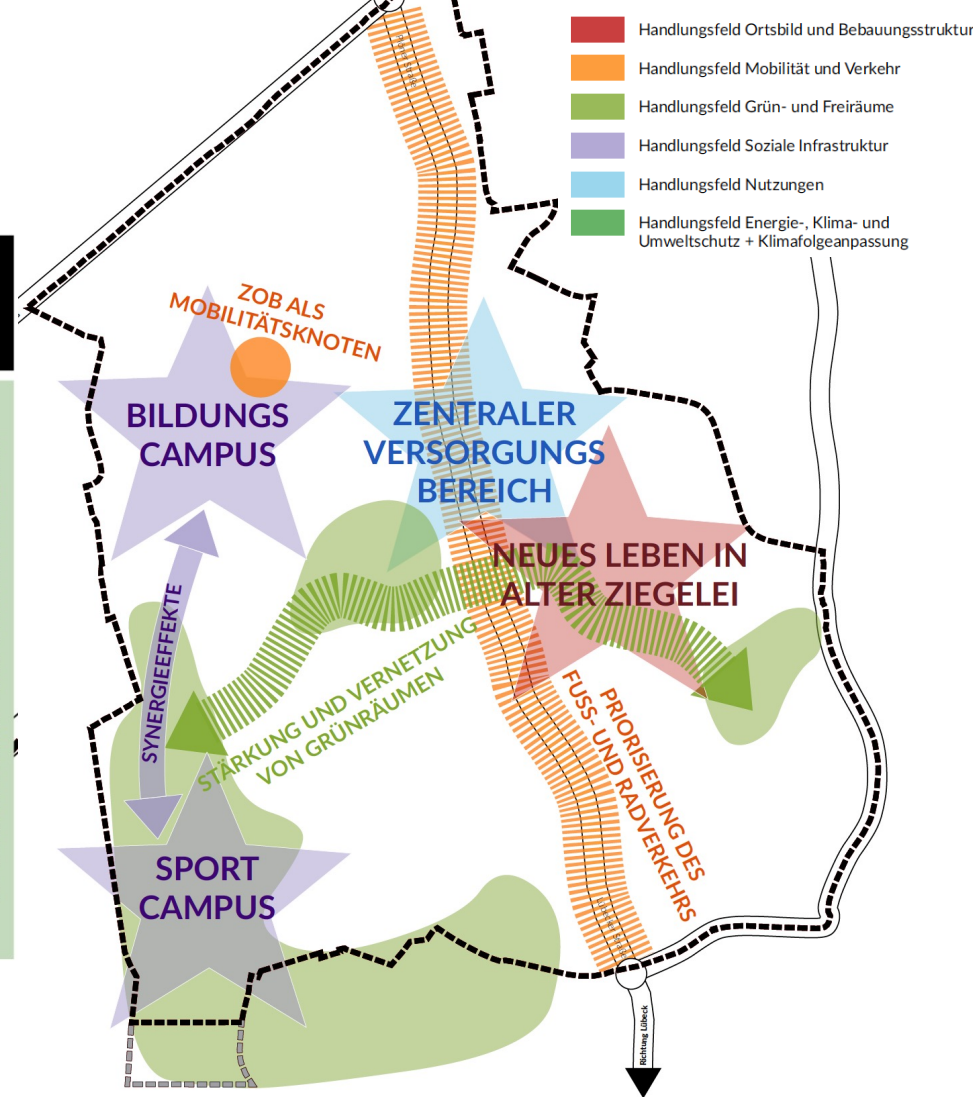 Handlungsfeld Ortsbild und Bebauungsstruktur
Handlungsfeld Mobilität und Verkehr
Handlungsfeld Grün- und Freiräume
Handlungsfeld Soziale Infrastruktur
Handlungsfeld Nutzungen
Handlungsfeld Energie-, Klima- und
Umweltschutz + Klimafolgeanpassung
ZOB ALS
MOBILITÄTSKNOTEN
BILDUNGS
CAMPUS
ZENTRALER
VERSORGUNGS
BEREICH
NEUES LEBEN IN
ALTER ZIEGELEI
SYNERGIEEFFEKTE
STÄRKUNG UND VERNETZUNG
VON GRÜNRÄUMEN
PRIORISIERUNG DES
FUSS- UND RADVERKEHRS
SPORT
CAMPUS
Lübecker Straße
Richtung Lübeck